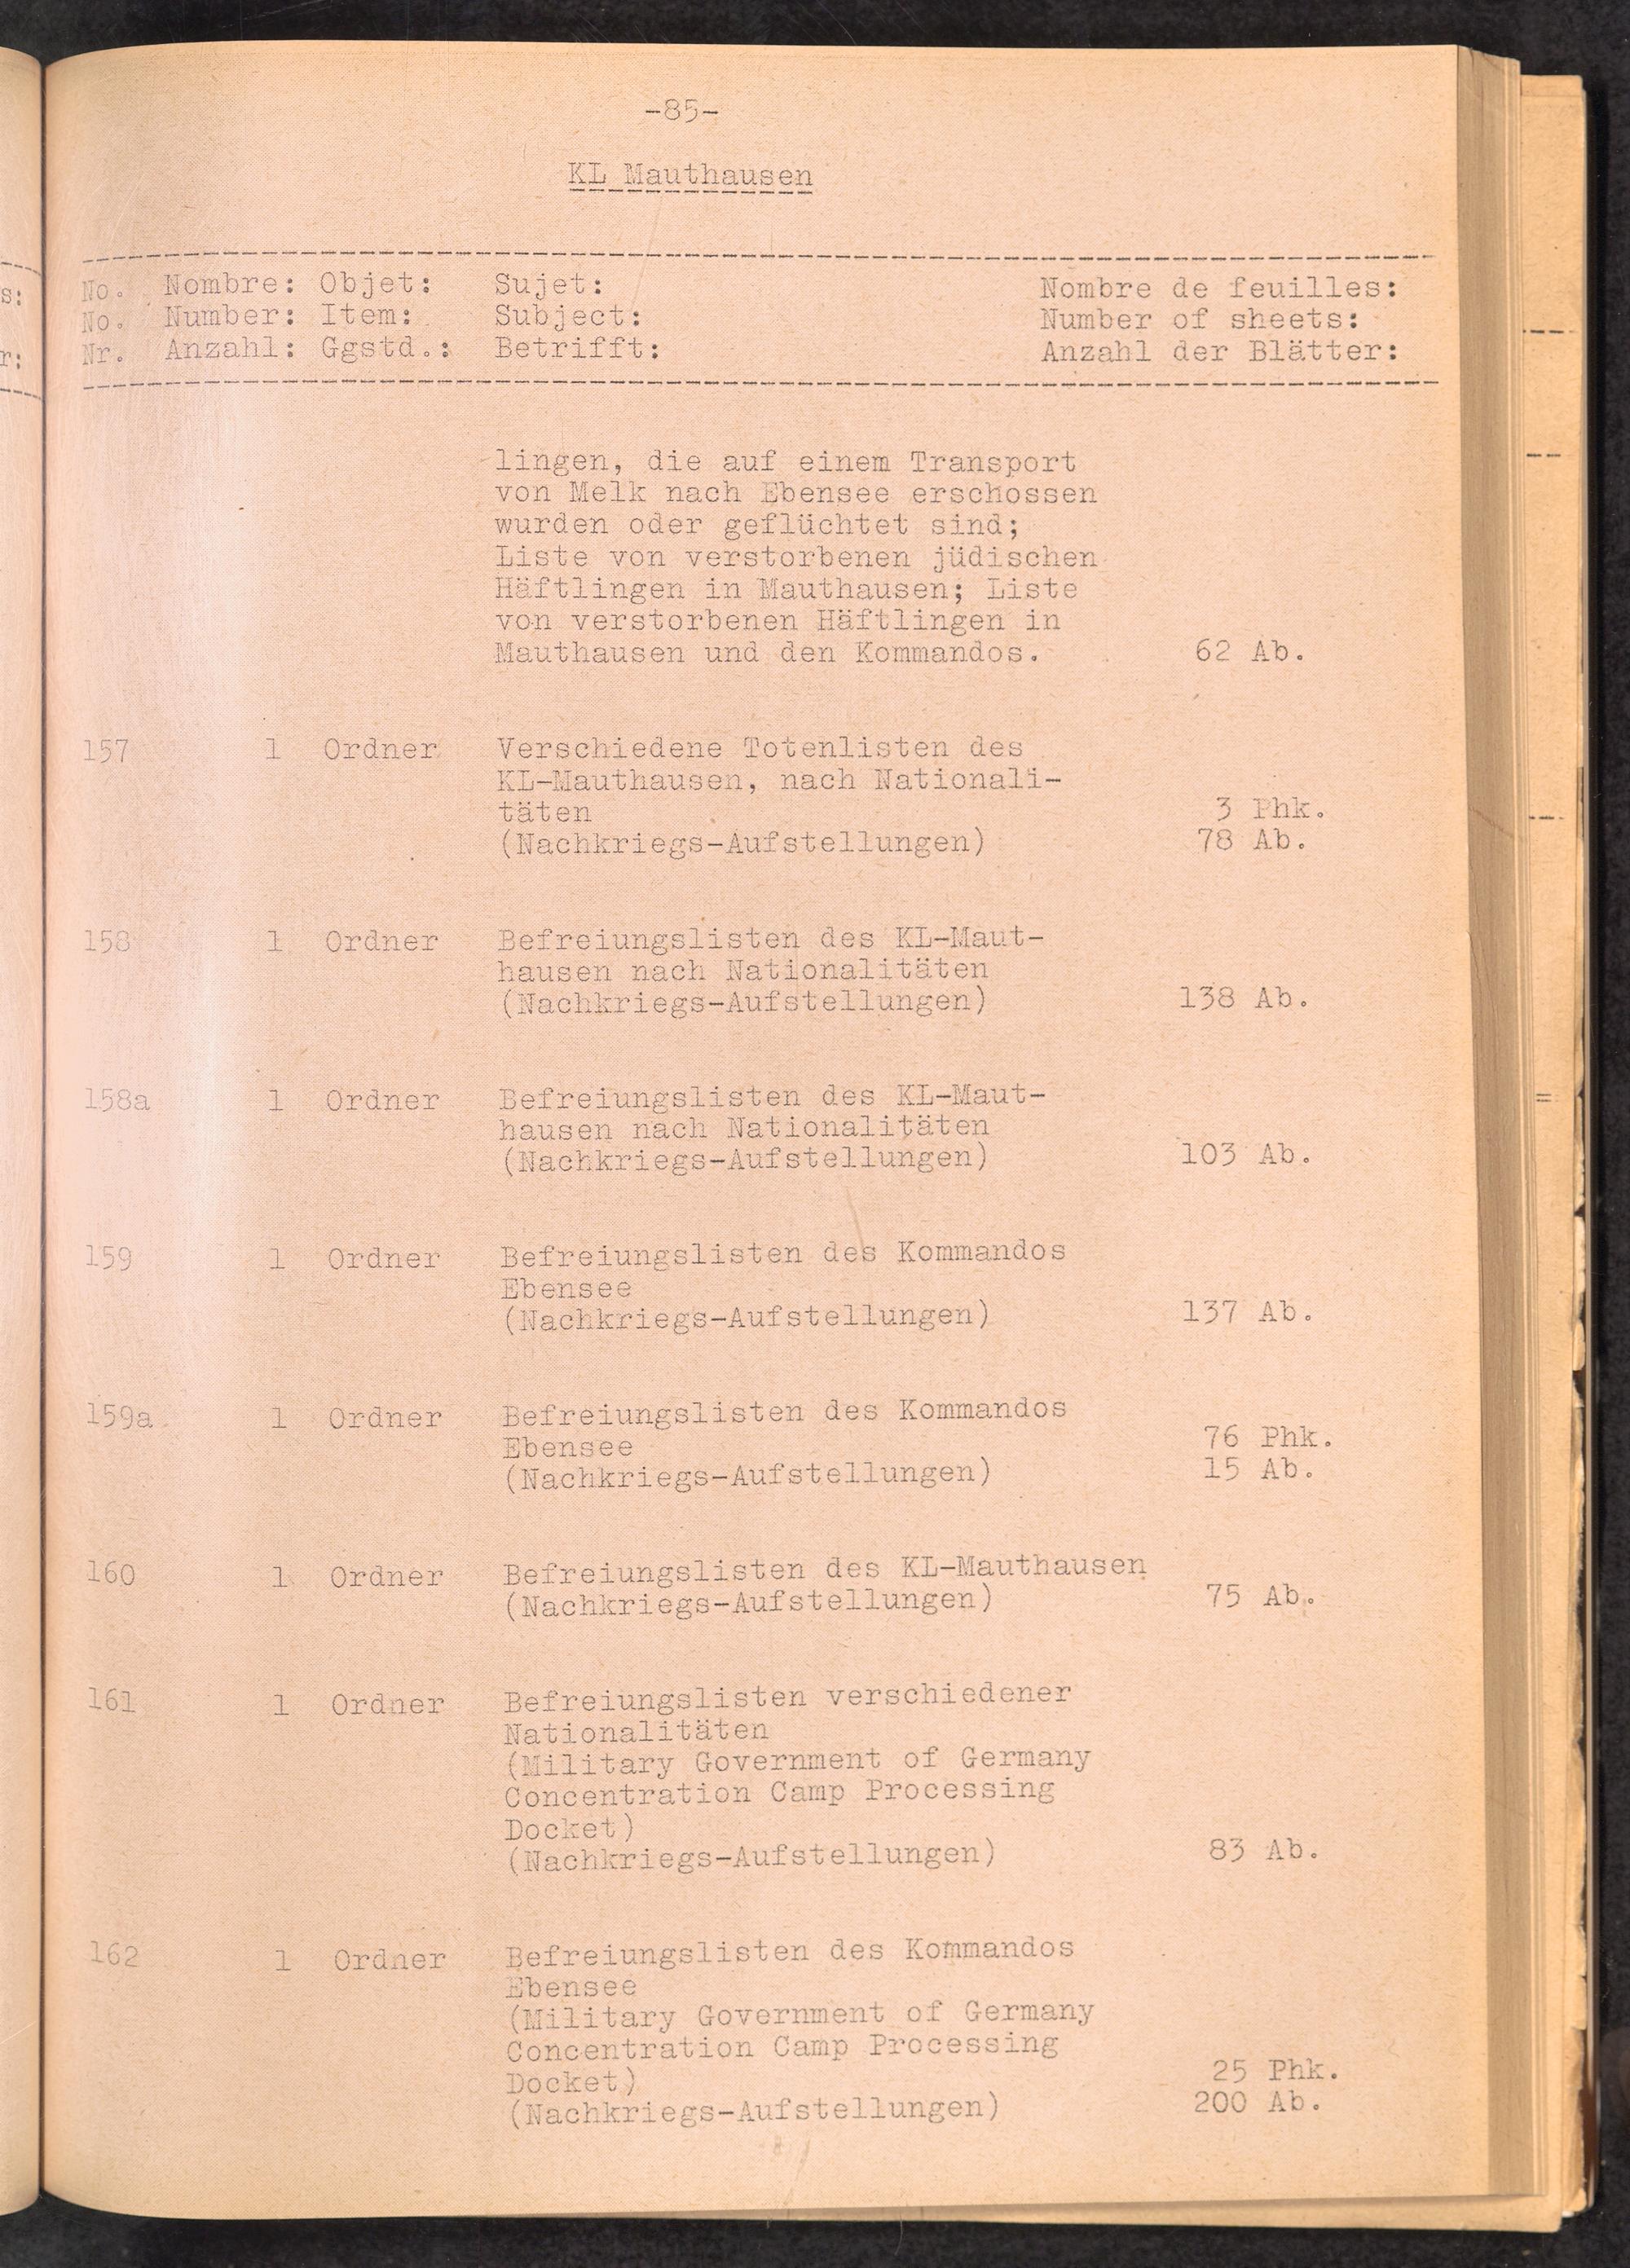 -85-
KL Mauthausen
No. Nombre: Objet: Sujet: Nombre de feuilles:
No. Number: Item: Subject: Number of sheets:
Nr. Anzahl: Ggstd.: Betrifft: Anzahl der Blätter:
lingen, die auf einem Transport
von Melk nach Ebensee erschossen
wurden oder geflüchtet sind;
Liste von verstorbenen jüdischen
Häftlingen in Mauthausen; Liste
von verstorbenen Häftlingen in
Mauthausen und den Kommandos. 62 Ab.
157 1 Ordner Verschiedene Totenlisten des
KL-Mauthausen, nach Nationali-
täten 3 Phk.
(Nachkriegs-Aufstellungen) 78 Ab.
158 1 Ordner Befreiungslisten des KL-Maut-
hausen nach Nationalitäten
(Nachkriegs-Aufstellungen) 138 Ab.
158a 1 Ordner Befreiungslisten des KL-Maut-
hausen nach Nationalitäten
(Nachkriegs-Aufstellungen) 103 Ab.
159 1 Ordner Befreiungslisten des Kommandos
Ebensee
(Nachkriegs-Aufstellungen) 137 Ab.
159a 1 Ordner Befreiungslisten des Kommandos
Ebensee 76 Phk.
(Nachkriegs-Aufstellungen) 15 Ab.
160 1 Ordner Befreiungslisten des KL-Mauthausen
(Nachkriegs-Aufstellungen) 75 Ab.
161 1 Ordner Befreiungslisten verschiedener
Nationalitäten
(Military Government of Germany
Concentration Camp Processing
Docket)
(Nachkriegs-Aufstellungen) 83 Ab.
162 1 Ordner Befreiungslisten des Kommandos
Ebensee
(Military Government of Germany
Concentration Camp Processing
Docket) 25 Phk.
(Nachkriegs-Aufstellungen) 200 Ab.